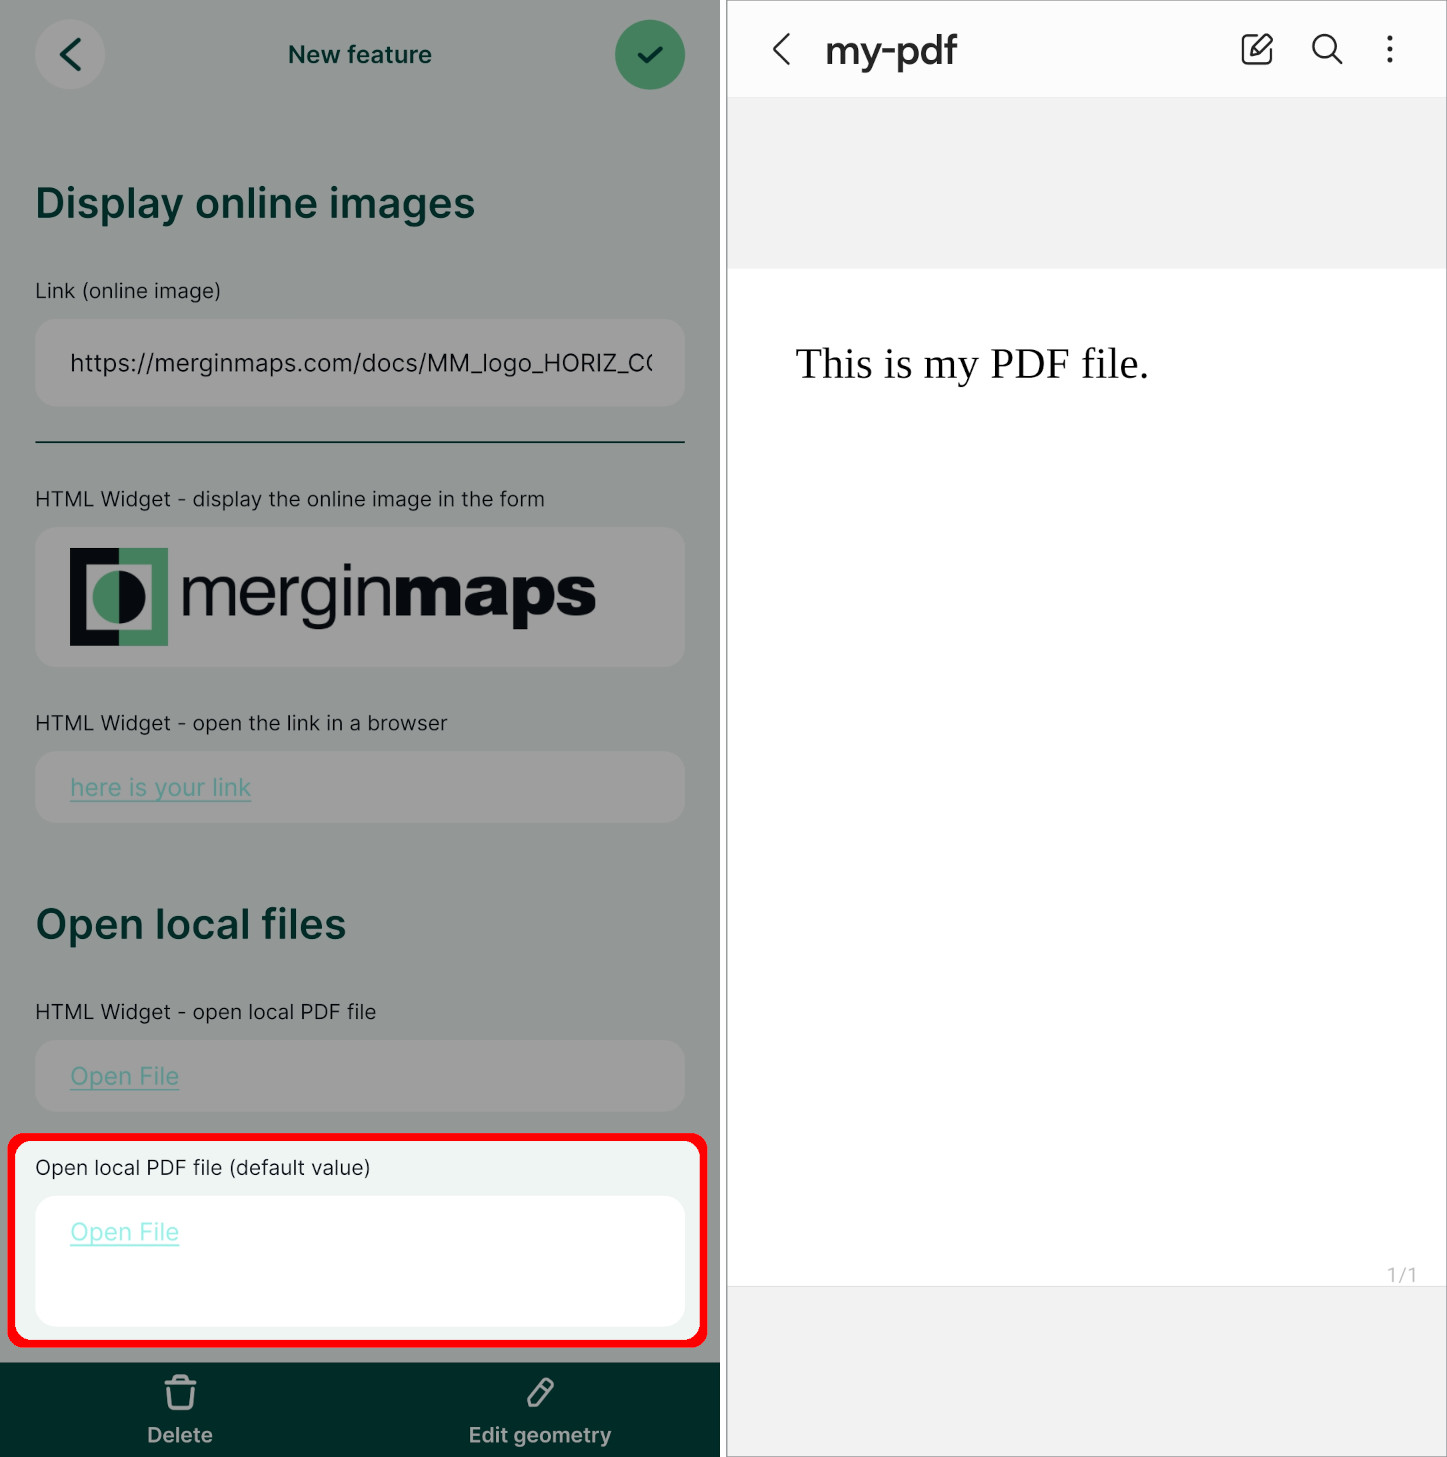 New feature
Display online images
Link (online image)
https://merginmaps.com/docs/MM_logo_HORIZ_CO
HTML Widget - display the online image in the form
merginmaps
HTML Widget - open the link in a browser
here is your link
Open local files
HTML Widget - open local PDF file
Open File
Open local PDF file (default value)
Open File
Delete
Edit geometry
my-pdf
This is my PDF file.
1/1